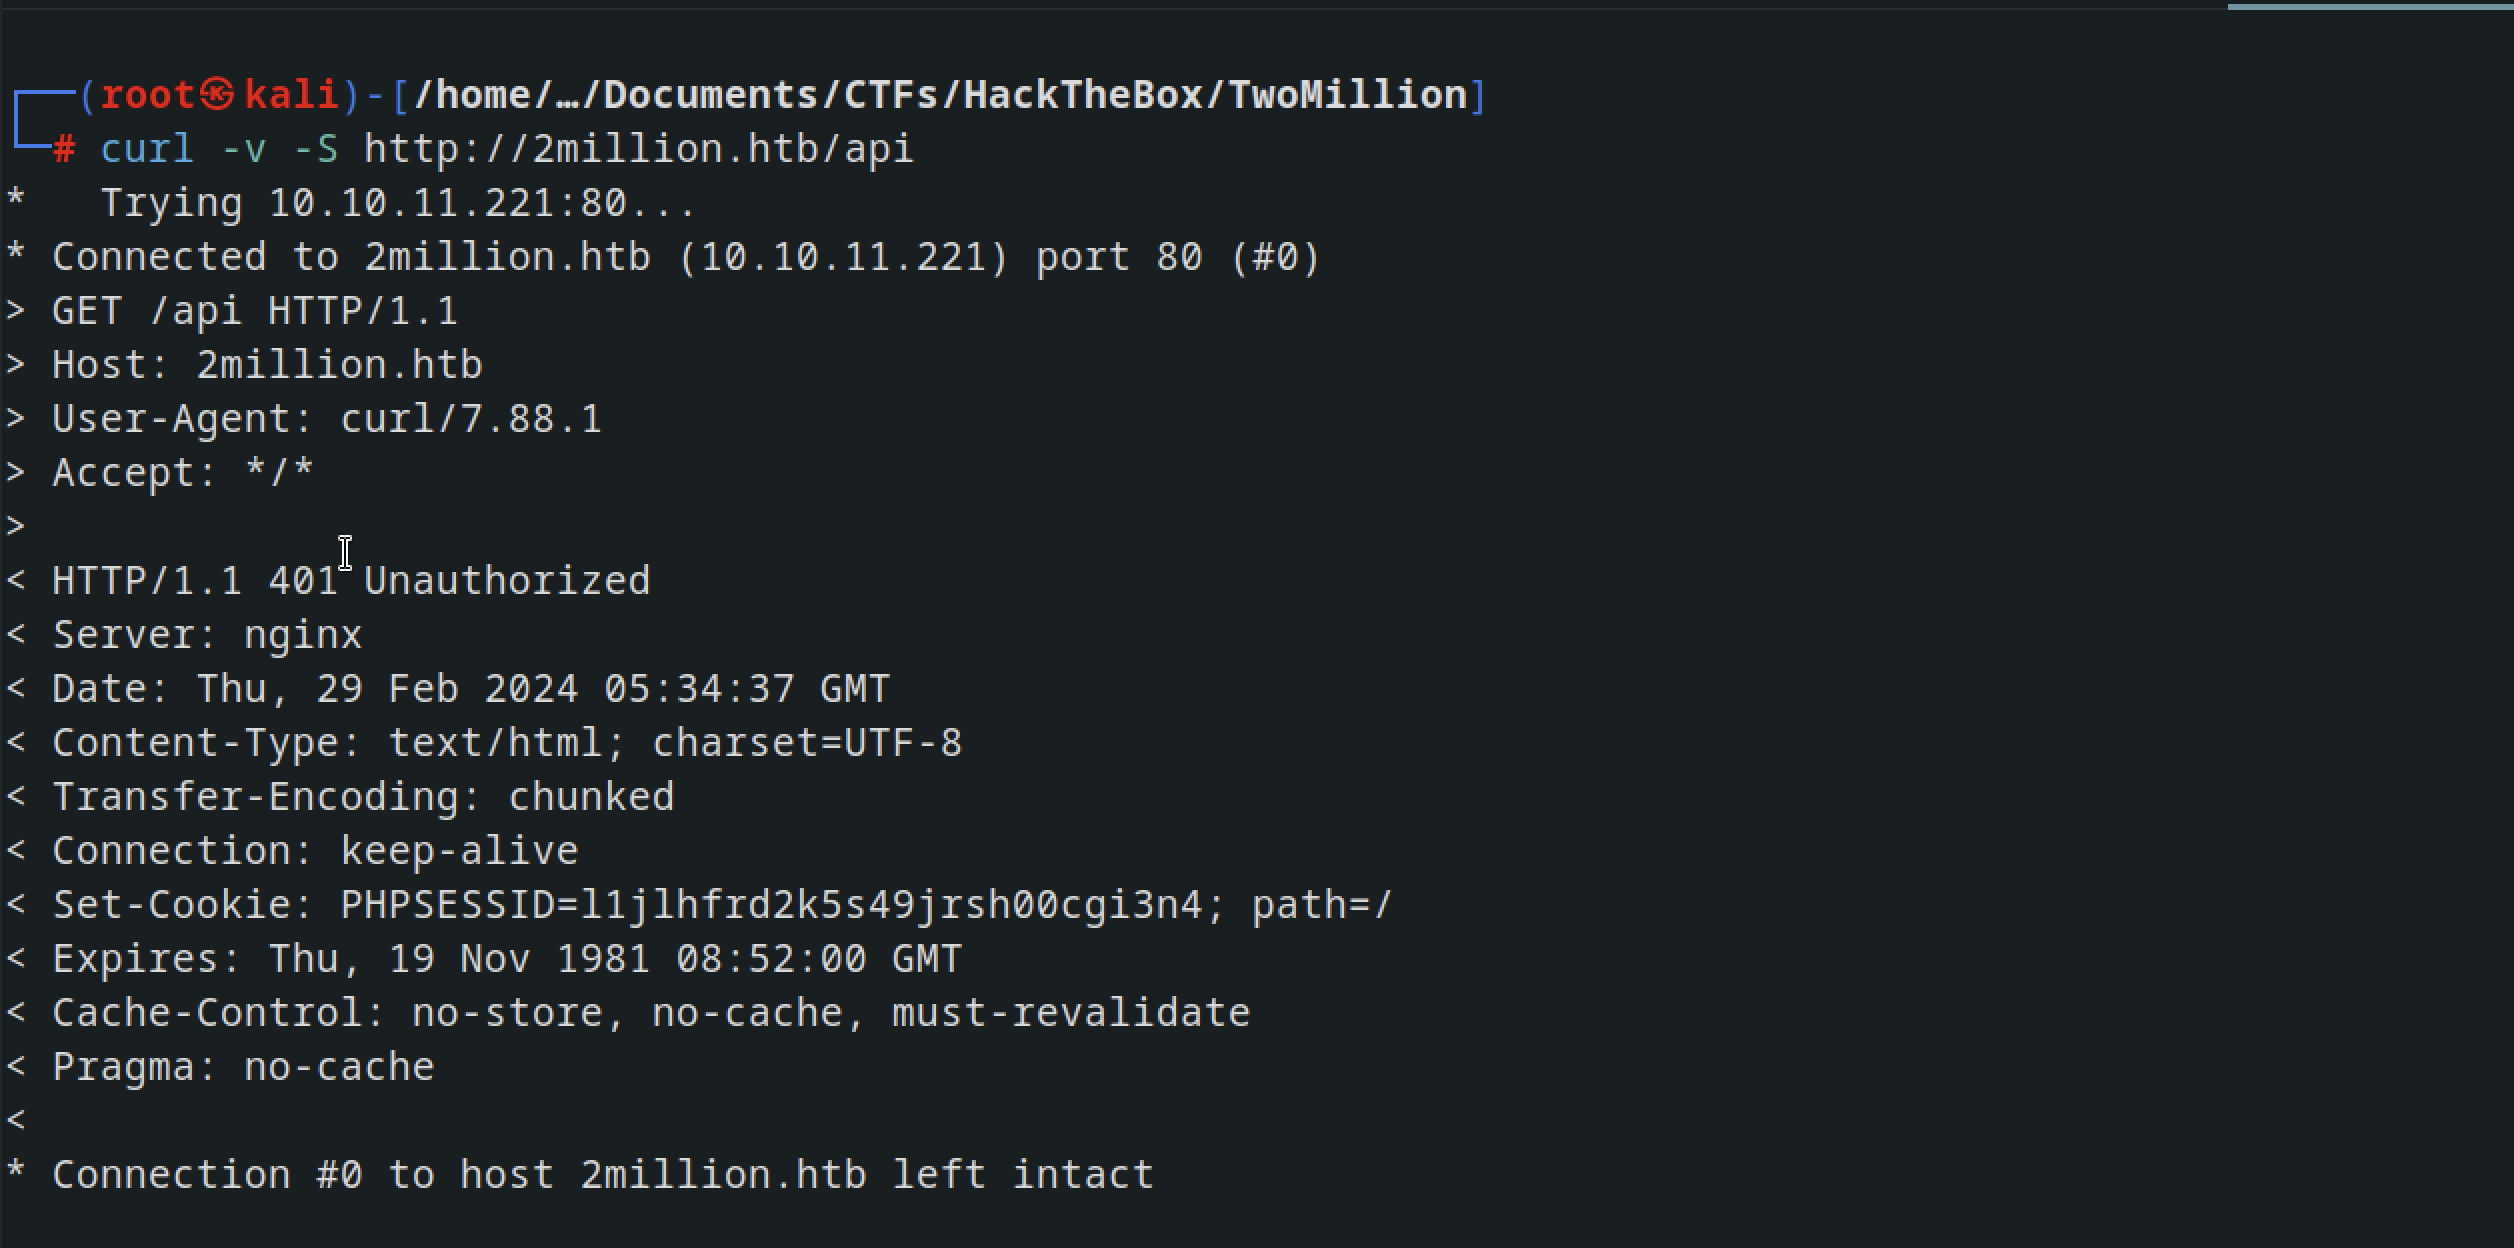 (root㉿kali)-[/home/…/Documents/CTFs/HackTheBox/TwoMillion]
# curl -v -S http://2million.htb/api
*   Trying 10.10.11.221:80...
* Connected to 2million.htb (10.10.11.221) port 80 (#0)
> GET /api HTTP/1.1
> Host: 2million.htb
> User-Agent: curl/7.88.1
> Accept: */*
>
< HTTP/1.1 401 Unauthorized
< Server: nginx
< Date: Thu, 29 Feb 2024 05:34:37 GMT
< Content-Type: text/html; charset=UTF-8
< Transfer-Encoding: chunked
< Connection: keep-alive
< Set-Cookie: PHPSESSID=l1jlhfrd2k5s49jrsh00cgi3n4; path=/
< Expires: Thu, 19 Nov 1981 08:52:00 GMT
< Cache-Control: no-store, no-cache, must-revalidate
< Pragma: no-cache
<
* Connection #0 to host 2million.htb left intact